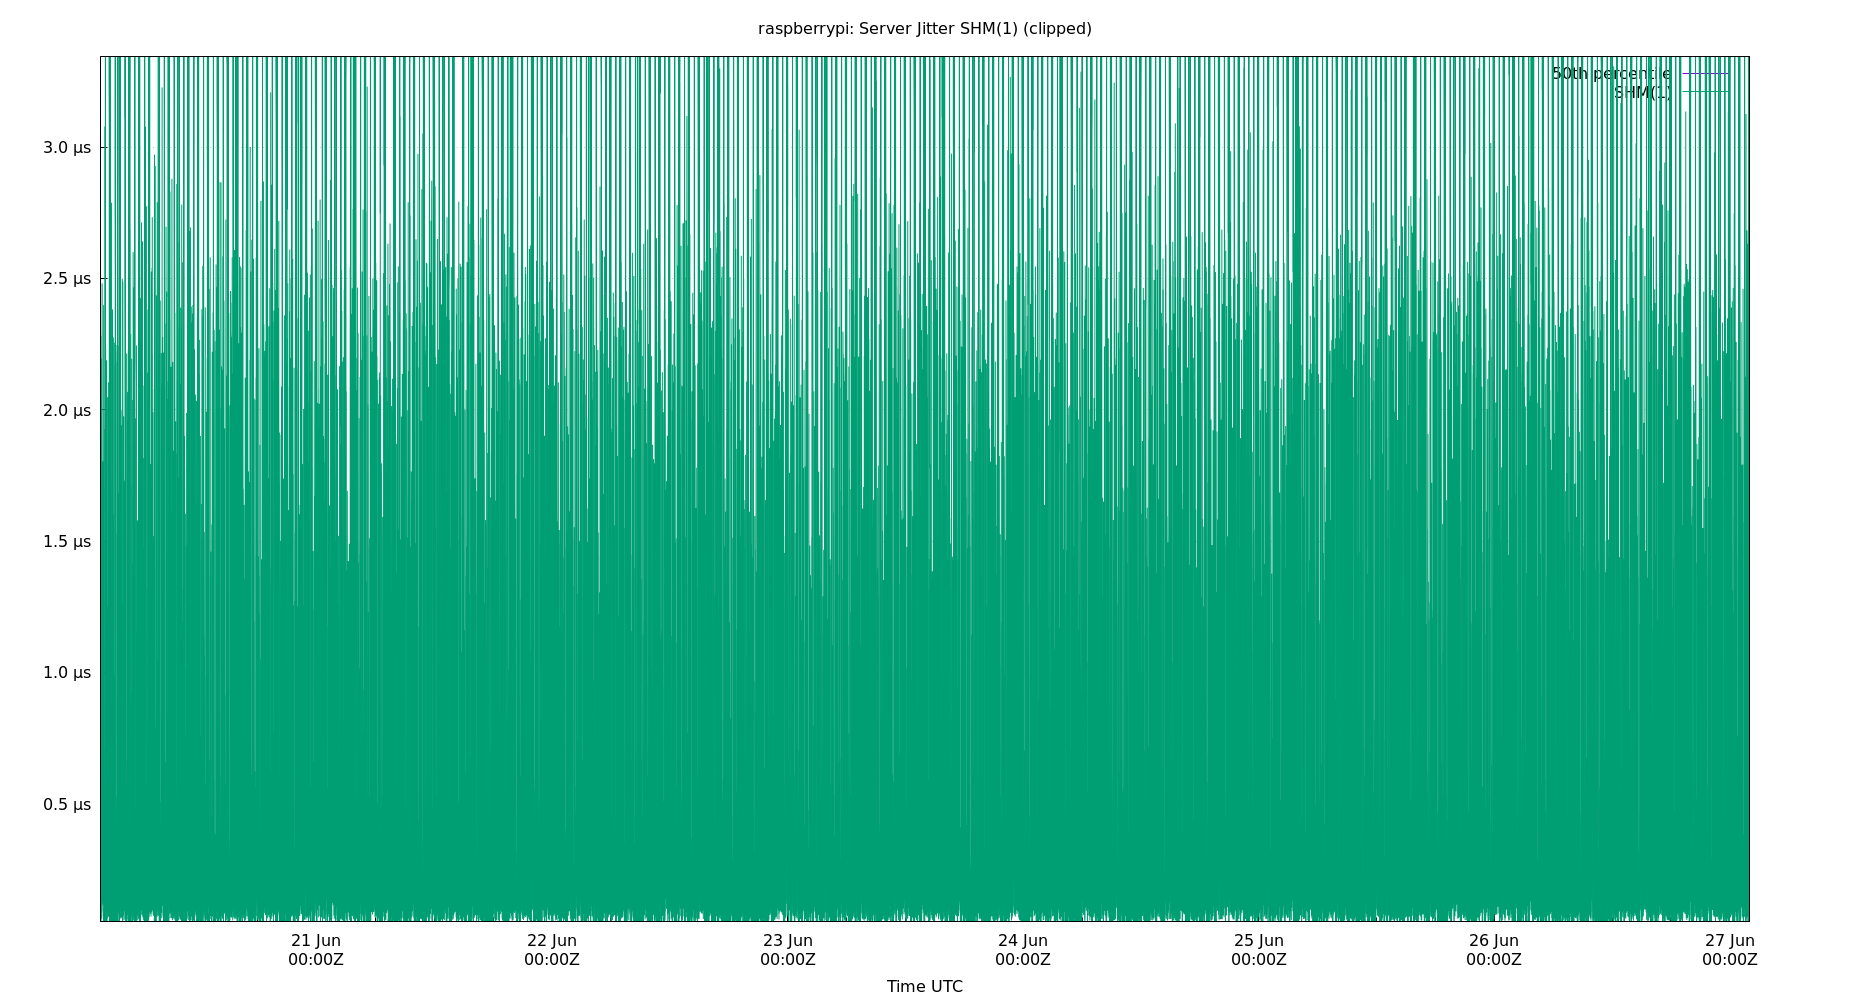 raspberrypi: Server Jitter SHM(1) (clipped)
50th percentile
SHM(1)
3.0 µs
2.5 µs
2.0 µs
1.5 µs
1.0 µs
0.5 µs
21 Jun 22 Jun 23 Jun 24 Jun 25 Jun 26 Jun 27 Jun
00:00Z 00:00Z 00:00Z 00:00Z 00:00Z 00:00Z 00:00Z
Time UTC